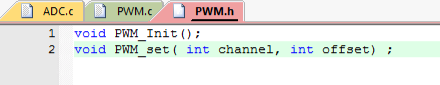 ADC.c PWM.c PWM.h
1 void PWM_Init();
2 void PWM_set( int channel, int offset) ;